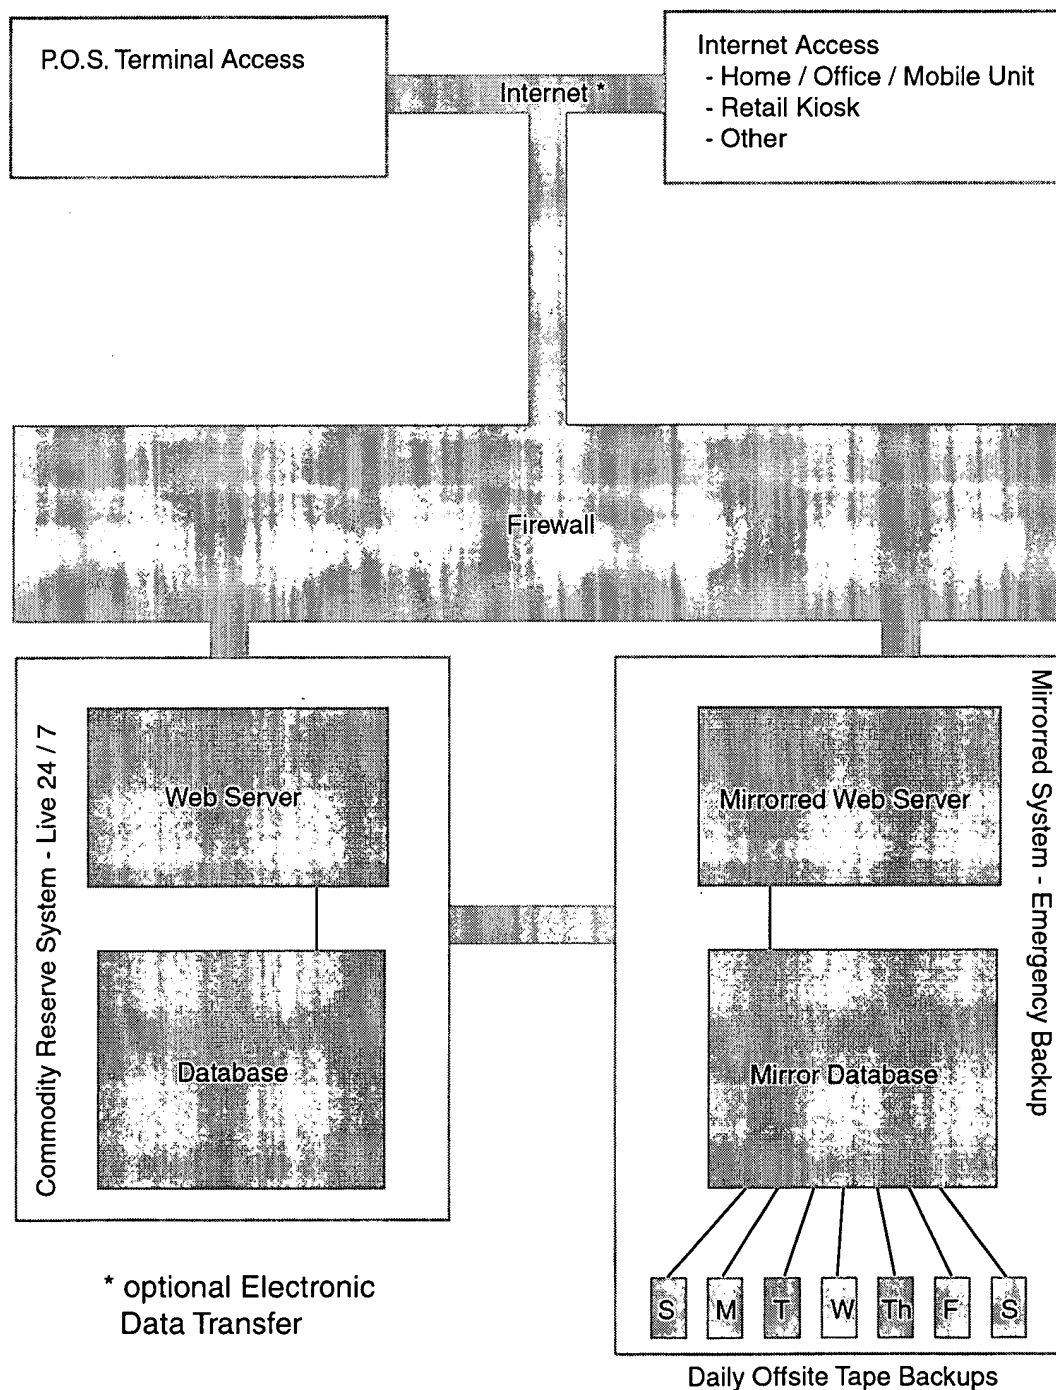 P.O.S. Terminal Access
Internet *
Internet Access
- Home / Office / Mobile Unit
- Retail Kiosk
- Other
Firewall
Commodity Reserve System - Live 24 / 7
Web Server
Database
Mirrorred System - Emergency Backup
Mirrorred Web Server
Mirror Database
S M T W Th F S
* optional Electronic
Data Transfer
Daily Offsite Tape Backups